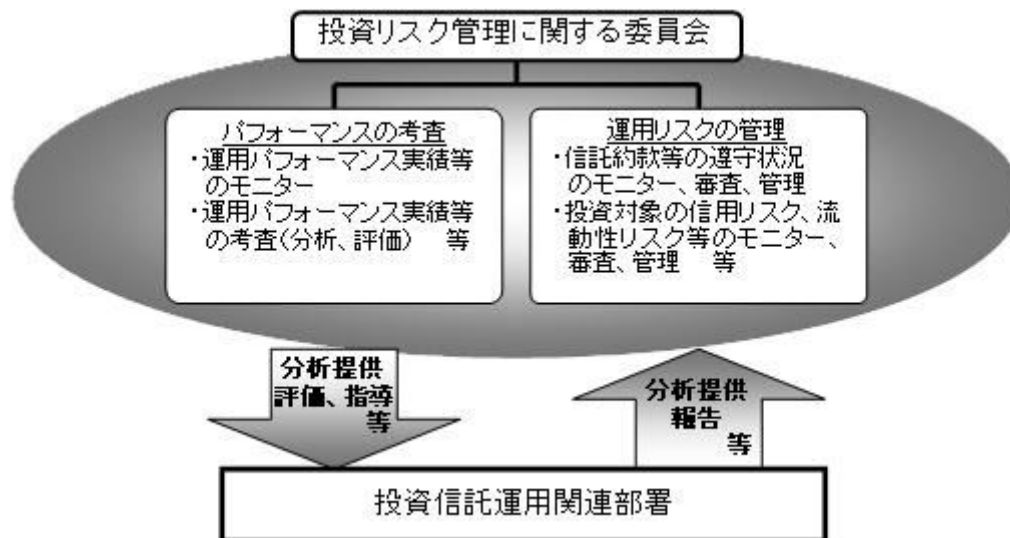 投資リスク管理に関する委員会
パフォーマンスの考査
・運用パフォーマンス実績等
のモニター
・運用パフォーマンス実績等
の考査(分析、評価)　等
運用リスクの管理
・信託約款等の遵守状況
のモニター、審査、管理
・投資対象の信用リスク、流
動性リスク等のモニター、
審査、管理　等
分析提供
評価、指導
等
分析提供
報告
等
投資信託運用関連部署